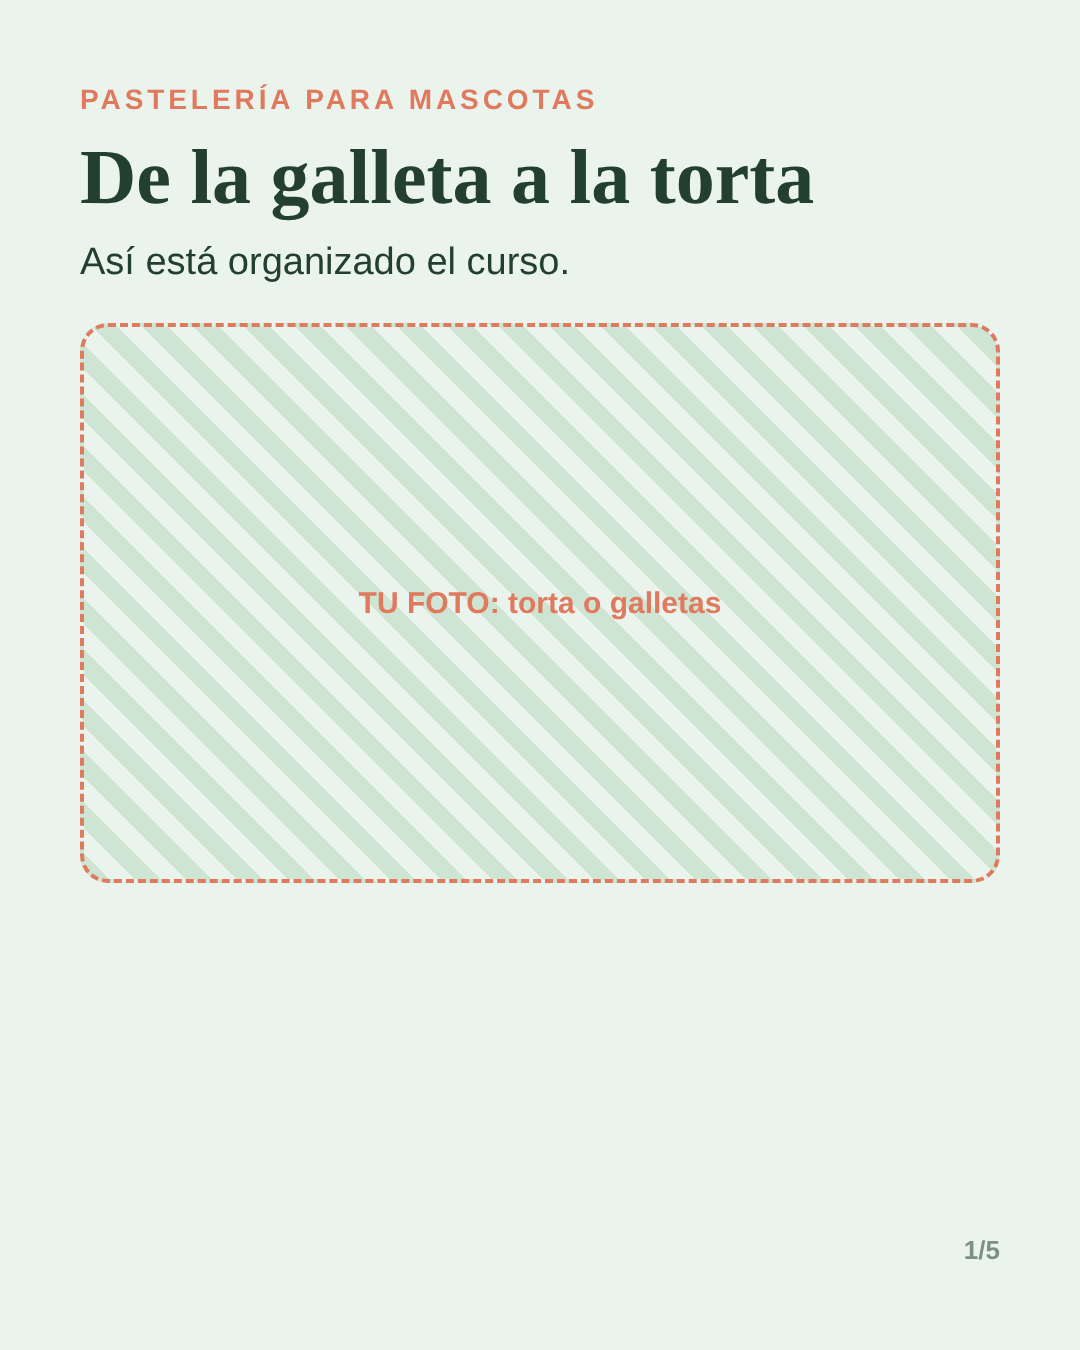 PASTELERÍA PARA MASCOTAS
De la galleta a la torta
Así está organizado el curso.
TU FOTO: torta o galletas
1/5